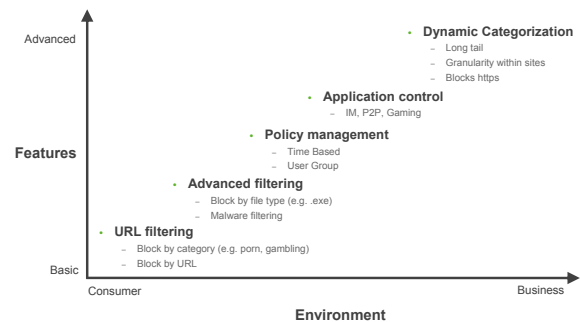 Advanced
• Dynamic Categorization
– Long tail
– Granularity within sites
– Blocks https
• Application control
– IM, P2P, Gaming
• Policy management
– Time Based
– User Group
Features
• Advanced filtering
– Block by file type (e.g. .exe)
– Malware filtering
• URL filtering
– Block by category (e.g. porn, gambling)
– Block by URL
Basic
Consumer
Business
Environment